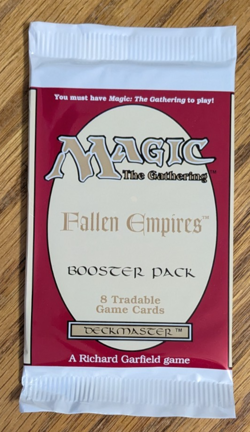 You must have Magic: The Gathering to play!
MAGIC
The Gathering™
Fallen Empires™
BOOSTER PACK
8 Tradable
Game Cards
DECKMASTER™
A Richard Garfield game